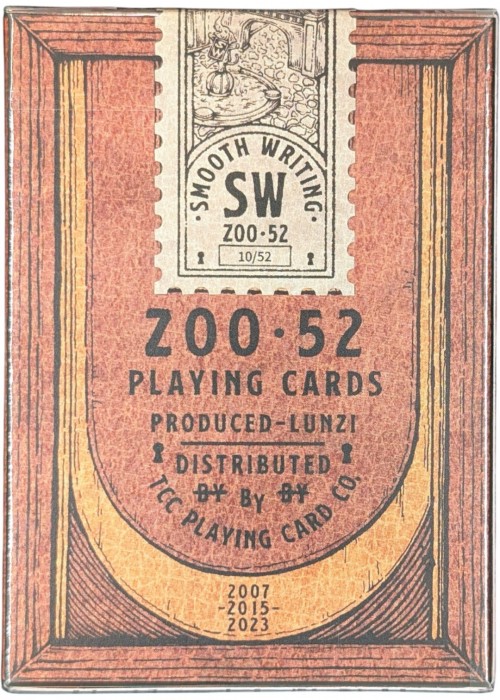 SMOOTH WRITING
SW
ZOO·52
10/52
ZOO·52
PLAYING CARDS
PRODUCED-LUNZI
DISTRIBUTED
BY By BY
TCC PLAYING CARD CO.
2007
-2015-
2023